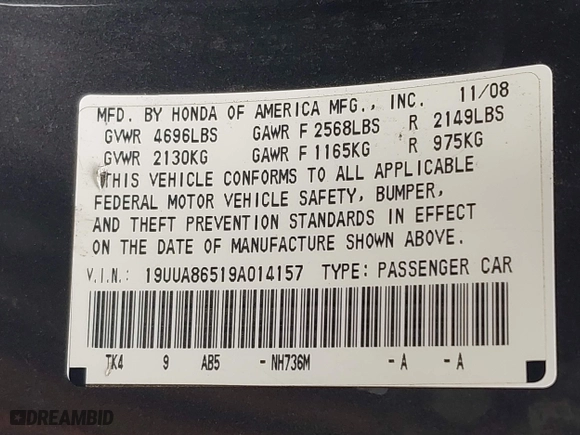 MFD. BY HONDA OF AMERICA MFG., INC. 11/08
GVWR 4696LBS GAWR F 2568LBS R 2149LBS
GVWR 2130KG GAWR F 1165KG R 975KG
THIS VEHICLE CONFORMS TO ALL APPLICABLE
FEDERAL MOTOR VEHICLE SAFETY, BUMPER,
AND THEFT PREVENTION STANDARDS IN EFFECT
ON THE DATE OF MANUFACTURE SHOWN ABOVE.
V.I.N.: 19UUA86519A014157 TYPE: PASSENGER CAR
TK4 9 AB5 -NH736M -A -A
DREAMBID